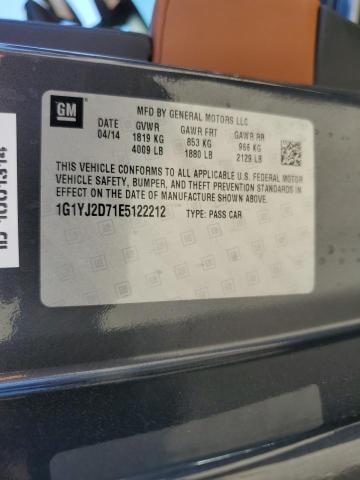 GM
MFD BY GENERAL MOTORS LLC
DATE GVWR GAWR FRT GAWR RR
04/14 1819 KG 853 KG 966 KG
4009 LB 1880 LB 2129 LB
THIS VEHICLE CONFORMS TO ALL APPLICABLE U.S. FEDERAL MOTOR
VEHICLE SAFETY, BUMPER, AND THEFT PREVENTION STANDARDS
IN EFFECT ON THE DATE OF MANUFACTURE SHOWN ABOVE.
1G1YJ2D71E5122212 TYPE: PASS CAR